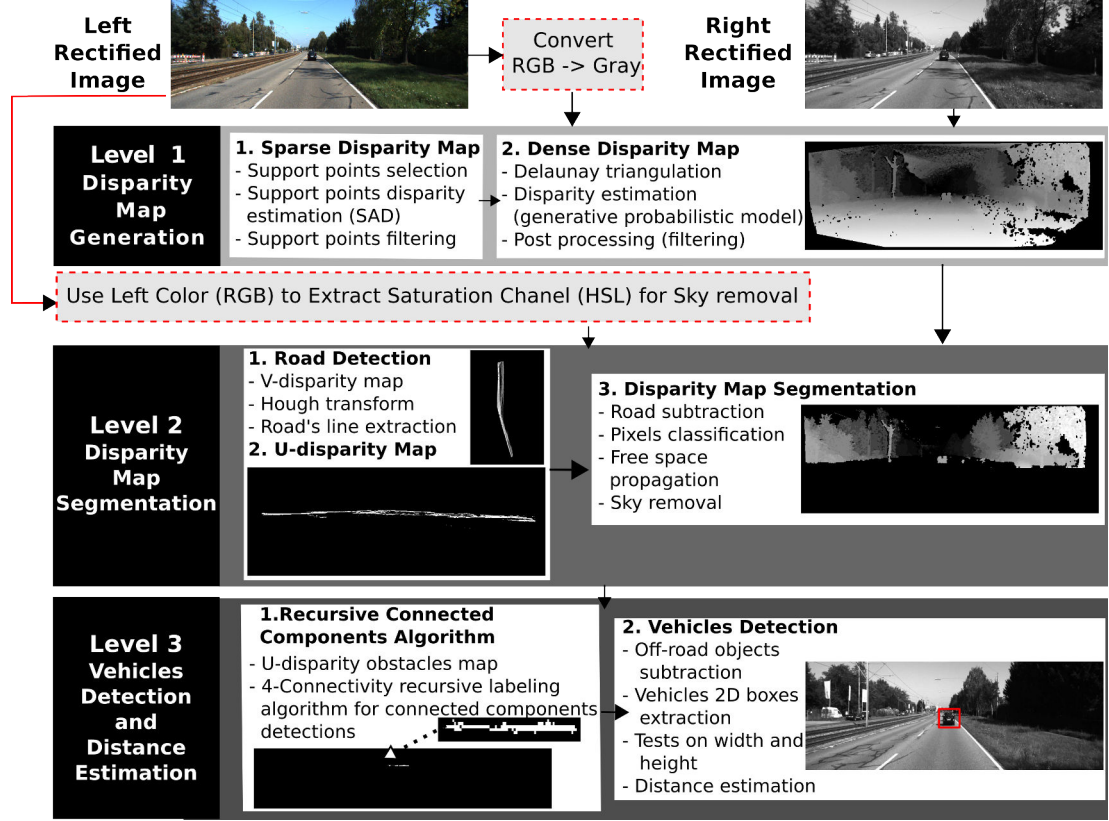 Left
Rectified
Image
Convert
RGB -> Gray
Right
Rectified
Image
Level 1
Disparity
Map
Generation
1. Sparse Disparity Map
- Support points selection
- Support points disparity
estimation (SAD)
- Support points filtering
2. Dense Disparity Map
- Delaunay triangulation
- Disparity estimation
(generative probabilistic model)
- Post processing (filtering)
Use Left Color (RGB) to Extract Saturation Chanel (HSL) for Sky removal
Level 2
Disparity
Map
Segmentation
1. Road Detection
- V-disparity map
- Hough transform
- Road's line extraction
2. U-disparity Map
3. Disparity Map Segmentation
- Road subtraction
- Pixels classification
- Free space
propagation
- Sky removal
Level 3
Vehicles
Detection
and
Distance
Estimation
1.Recursive Connected
Components Algorithm
- U-disparity obstacles map
- 4-Connectivity recursive labeling
algorithm for connected components
detections
2. Vehicles Detection
- Off-road objects
subtraction
- Vehicles 2D boxes
extraction
- Tests on width and
height
- Distance estimation